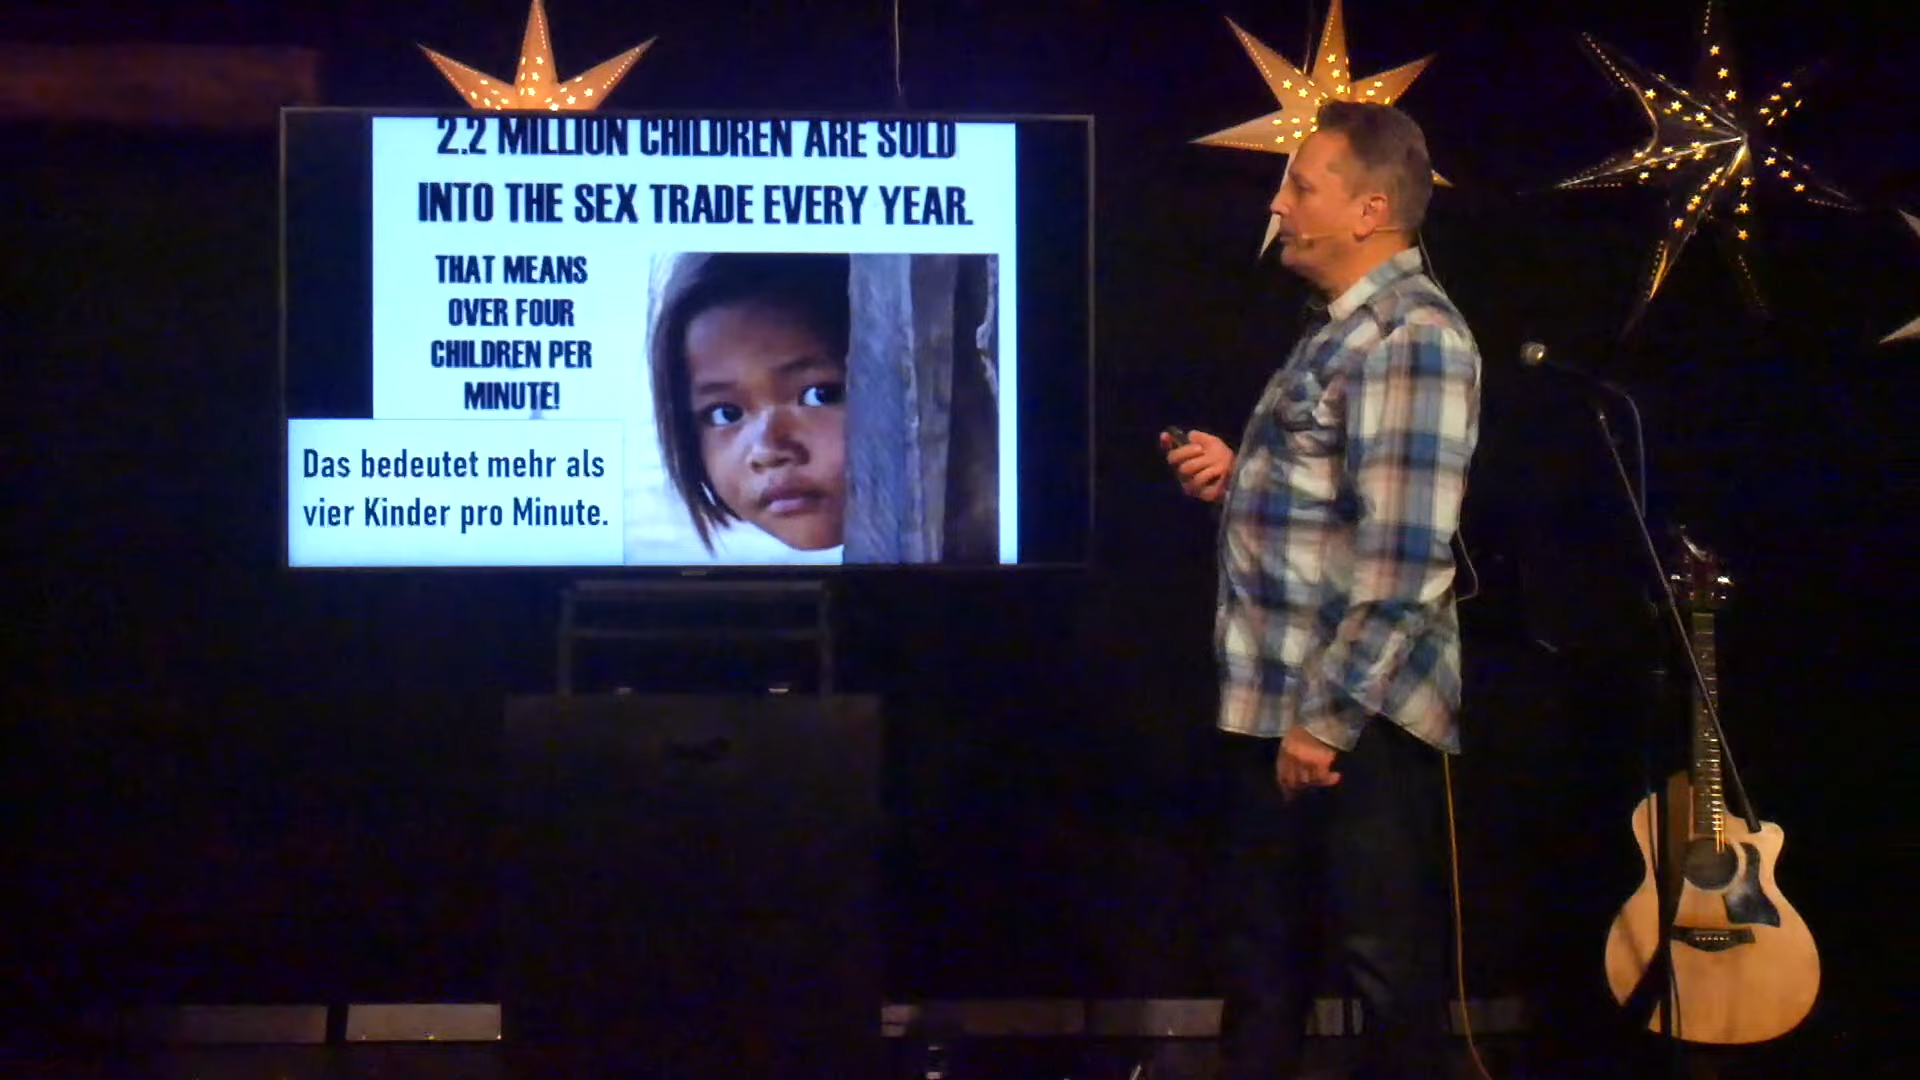 2.2 MILLION CHILDREN ARE SOLD
INTO THE SEX TRADE EVERY YEAR.
THAT MEANS
OVER FOUR
CHILDREN PER
MINUTE!
Das bedeutet mehr als
vier Kinder pro Minute.